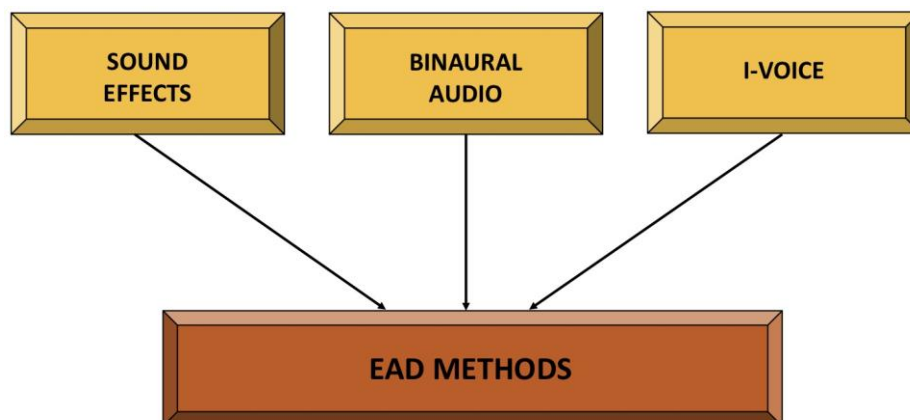 SOUND
EFFECTS
BINAURAL
AUDIO
I-VOICE
EAD METHODS